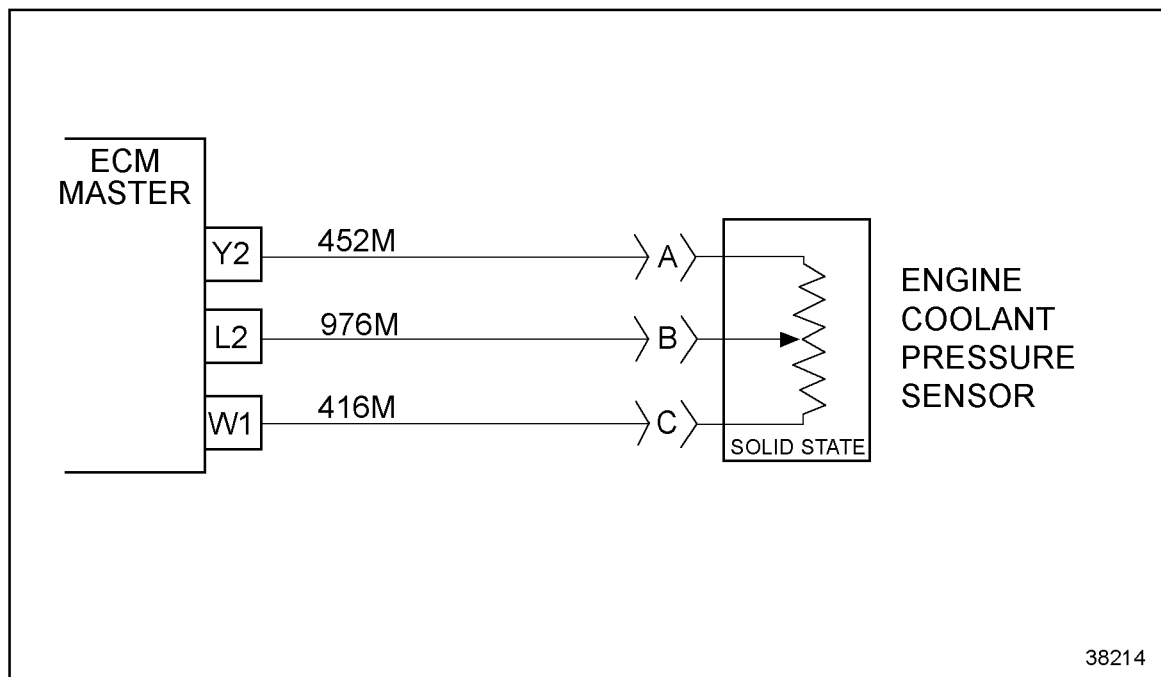 ECM
MASTER
Y2
452M
A
L2
976M
B
W1
416M
C
SOLID STATE
ENGINE
COOLANT
PRESSURE
SENSOR
38214